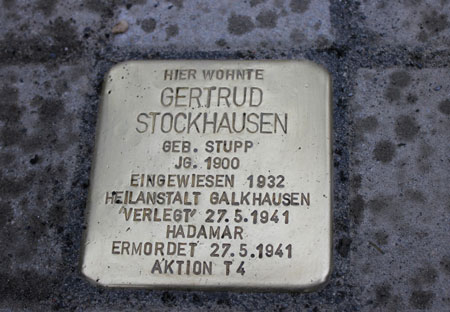 HIER WOHNTE
GERTRUD
STOCKHAUSEN
GEB. STUPP
JG. 1900
EINGEWIESEN 1932
HEILANSTALT GALKHAUSEN
'VERLEGT' 27.5.1941
HADAMAR
ERMORDET 27.5.1941
AKTION T4